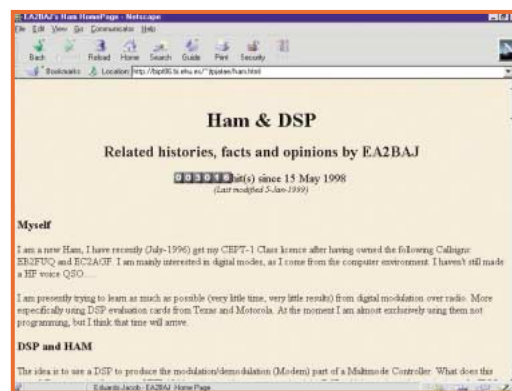 EA2BAJ's Ham HomePage - Netscape
File Edit View Go Communicator Help
Back Reload Home Search Guide Print Security
Bookmarks Location:
Ham & DSP
Related histories, facts and opinions by EA2BAJ
hit(s) since 15 May 1998
(Last modified 5-Jan-1999)
Myself
I am a new Ham, I have recently (July-1996) get my CEPT-1 Class licence after having owned the following Callsigns:
EB2FUQ and EC2AGF. I am mainly interested in digital modes, as I come from the computer environment. I haven't still made
a HF voice QSO....
I am presently trying to learn as much as possible (very little time, very little results) from digital modulation over radio. More
especifically using DSP evaluation cards from Texas and Motorola. At the moment I am almost exclusively using them not
programming, but I think that time will arrive.
DSP and HAM
The idea is to use a DSP to produce the modulation/demodulation (Modem) part of a Multimode Controller. What does this
Eduardo Jacob - EA2BAJ Home Page